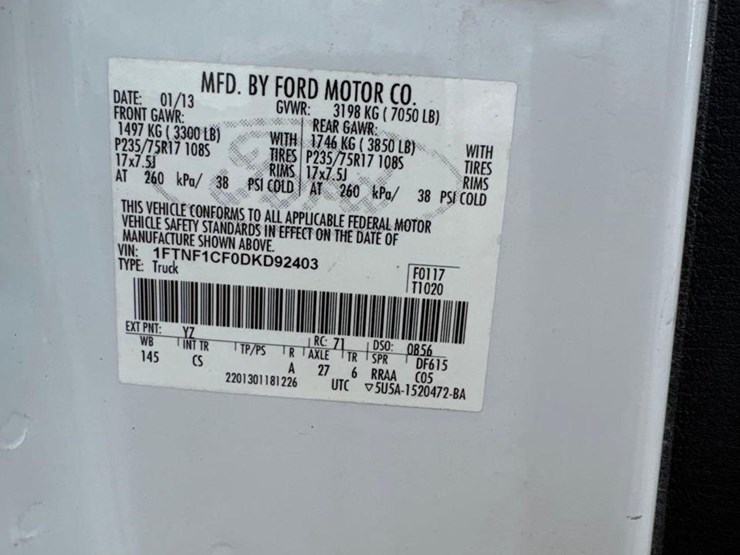 MFD. BY FORD MOTOR CO.
DATE: 01/13 GVWR: 3198 KG ( 7050 LB)
FRONT GAWR: REAR GAWR:
1497 KG ( 3300 LB) WITH 1746 KG ( 3850 LB) WITH
P235/75R17 108S TIRES P235/75R17 108S TIRES
17x7.5J RIMS 17x7.5J RIMS
AT 260 kPa/ 38 PSI COLD AT 260 kPa/ 38 PSI COLD
THIS VEHICLE CONFORMS TO ALL APPLICABLE FEDERAL MOTOR
VEHICLE SAFETY STANDARDS IN EFFECT ON THE DATE OF
MANUFACTURE SHOWN ABOVE.
VIN: 1FTNF1CF0DKD92403 F0117
TYPE: Truck T1020
EXT PNT: YZ RC: 71 DSO: 0B56
WB INT TR TP/PS R AXLE TR SPR DF615
145 CS A 27 6 RRAA C05
2201301181226 UTC ▽5U5A-1520472-BA